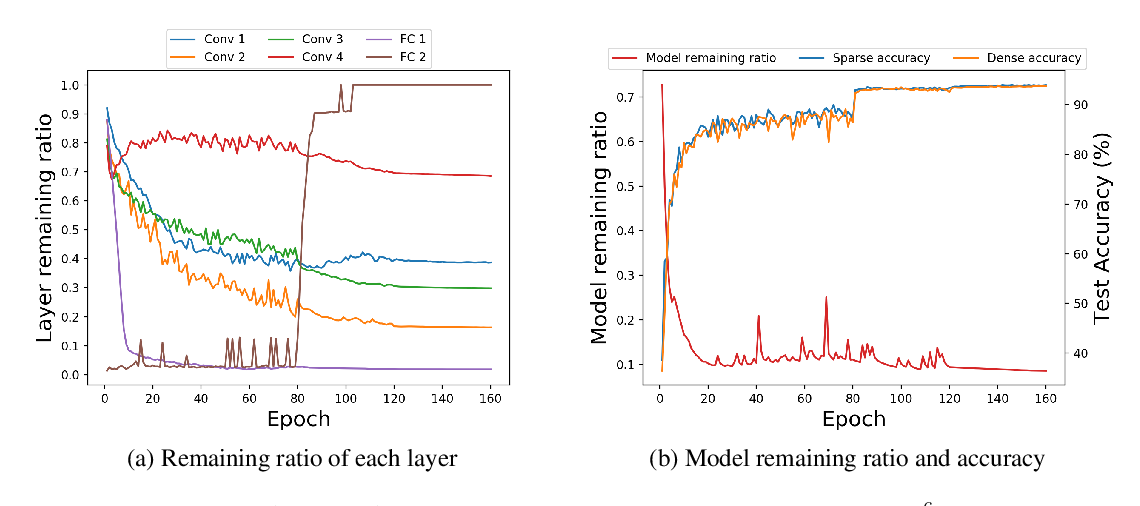 Conv 1 Conv 3 FC 1
Conv 2 Conv 4 FC 2
1.0
0.9
0.8
0.7
0.6
0.5
0.4
0.3
0.2
0.1
0.0
Layer remaining ratio
0 20 40 60 80 100 120 140 160
Epoch
(a) Remaining ratio of each layer
Model remaining ratio Sparse accuracy Dense accuracy
0.7
0.6
0.5
0.4
0.3
0.2
0.1
Model remaining ratio
90
80
70
60
50
40
Test Accuracy (%)
0 20 40 60 80 100 120 140 160
Epoch
(b) Model remaining ratio and accuracy